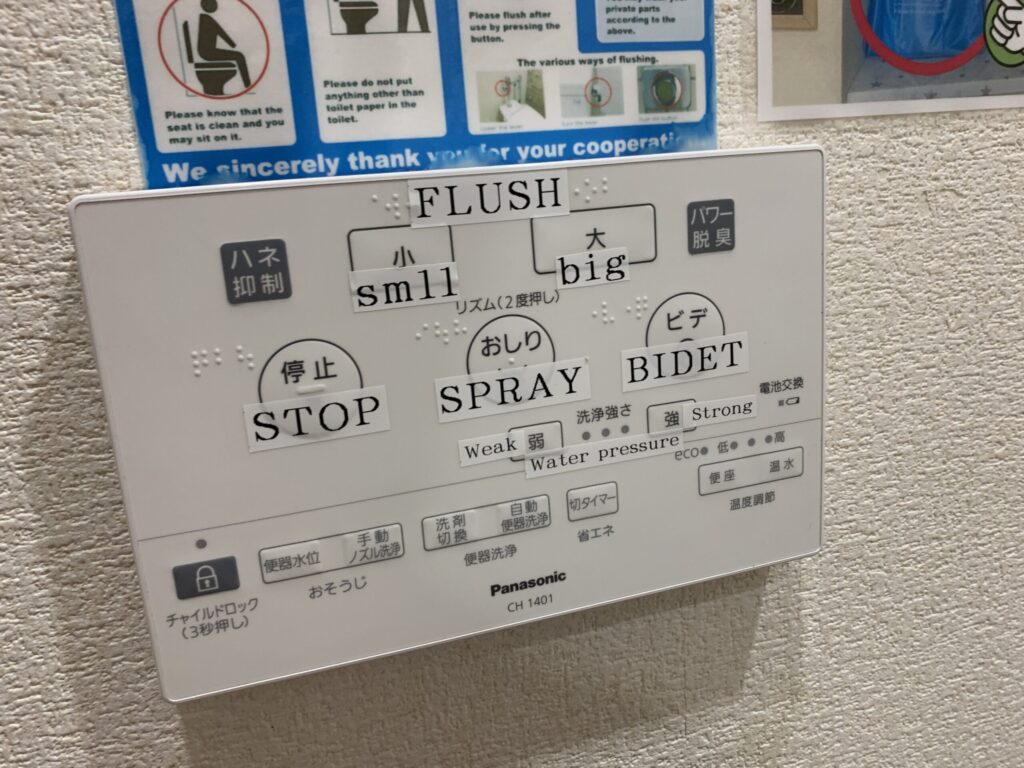 Please know that the
seat is clean and you
may sit on it.
Please do not put
anything other than
toilet paper in the
toilet.
Please flush after
use by pressing the
button.
private parts
according to the
above.
The various ways of flushing.
We sincerely thank you for your cooperation
FLUSH
ハネ
抑制
小
smll
大
big
パワー
脱臭
リズム(2度押し)
停止
STOP
おしり
SPRAY
ビデ
BIDET
Weak
弱
洗浄強さ
強
Strong
Water pressure
電池交換
eco 低 高
便座 温水
温度調節
チャイルドロック
(3秒押し)
便器水位
手動
ノズル洗浄
おそうじ
洗剤
切換
自動
便器洗浄
便器洗浄
切タイマー
省エネ
Panasonic
CH 1401